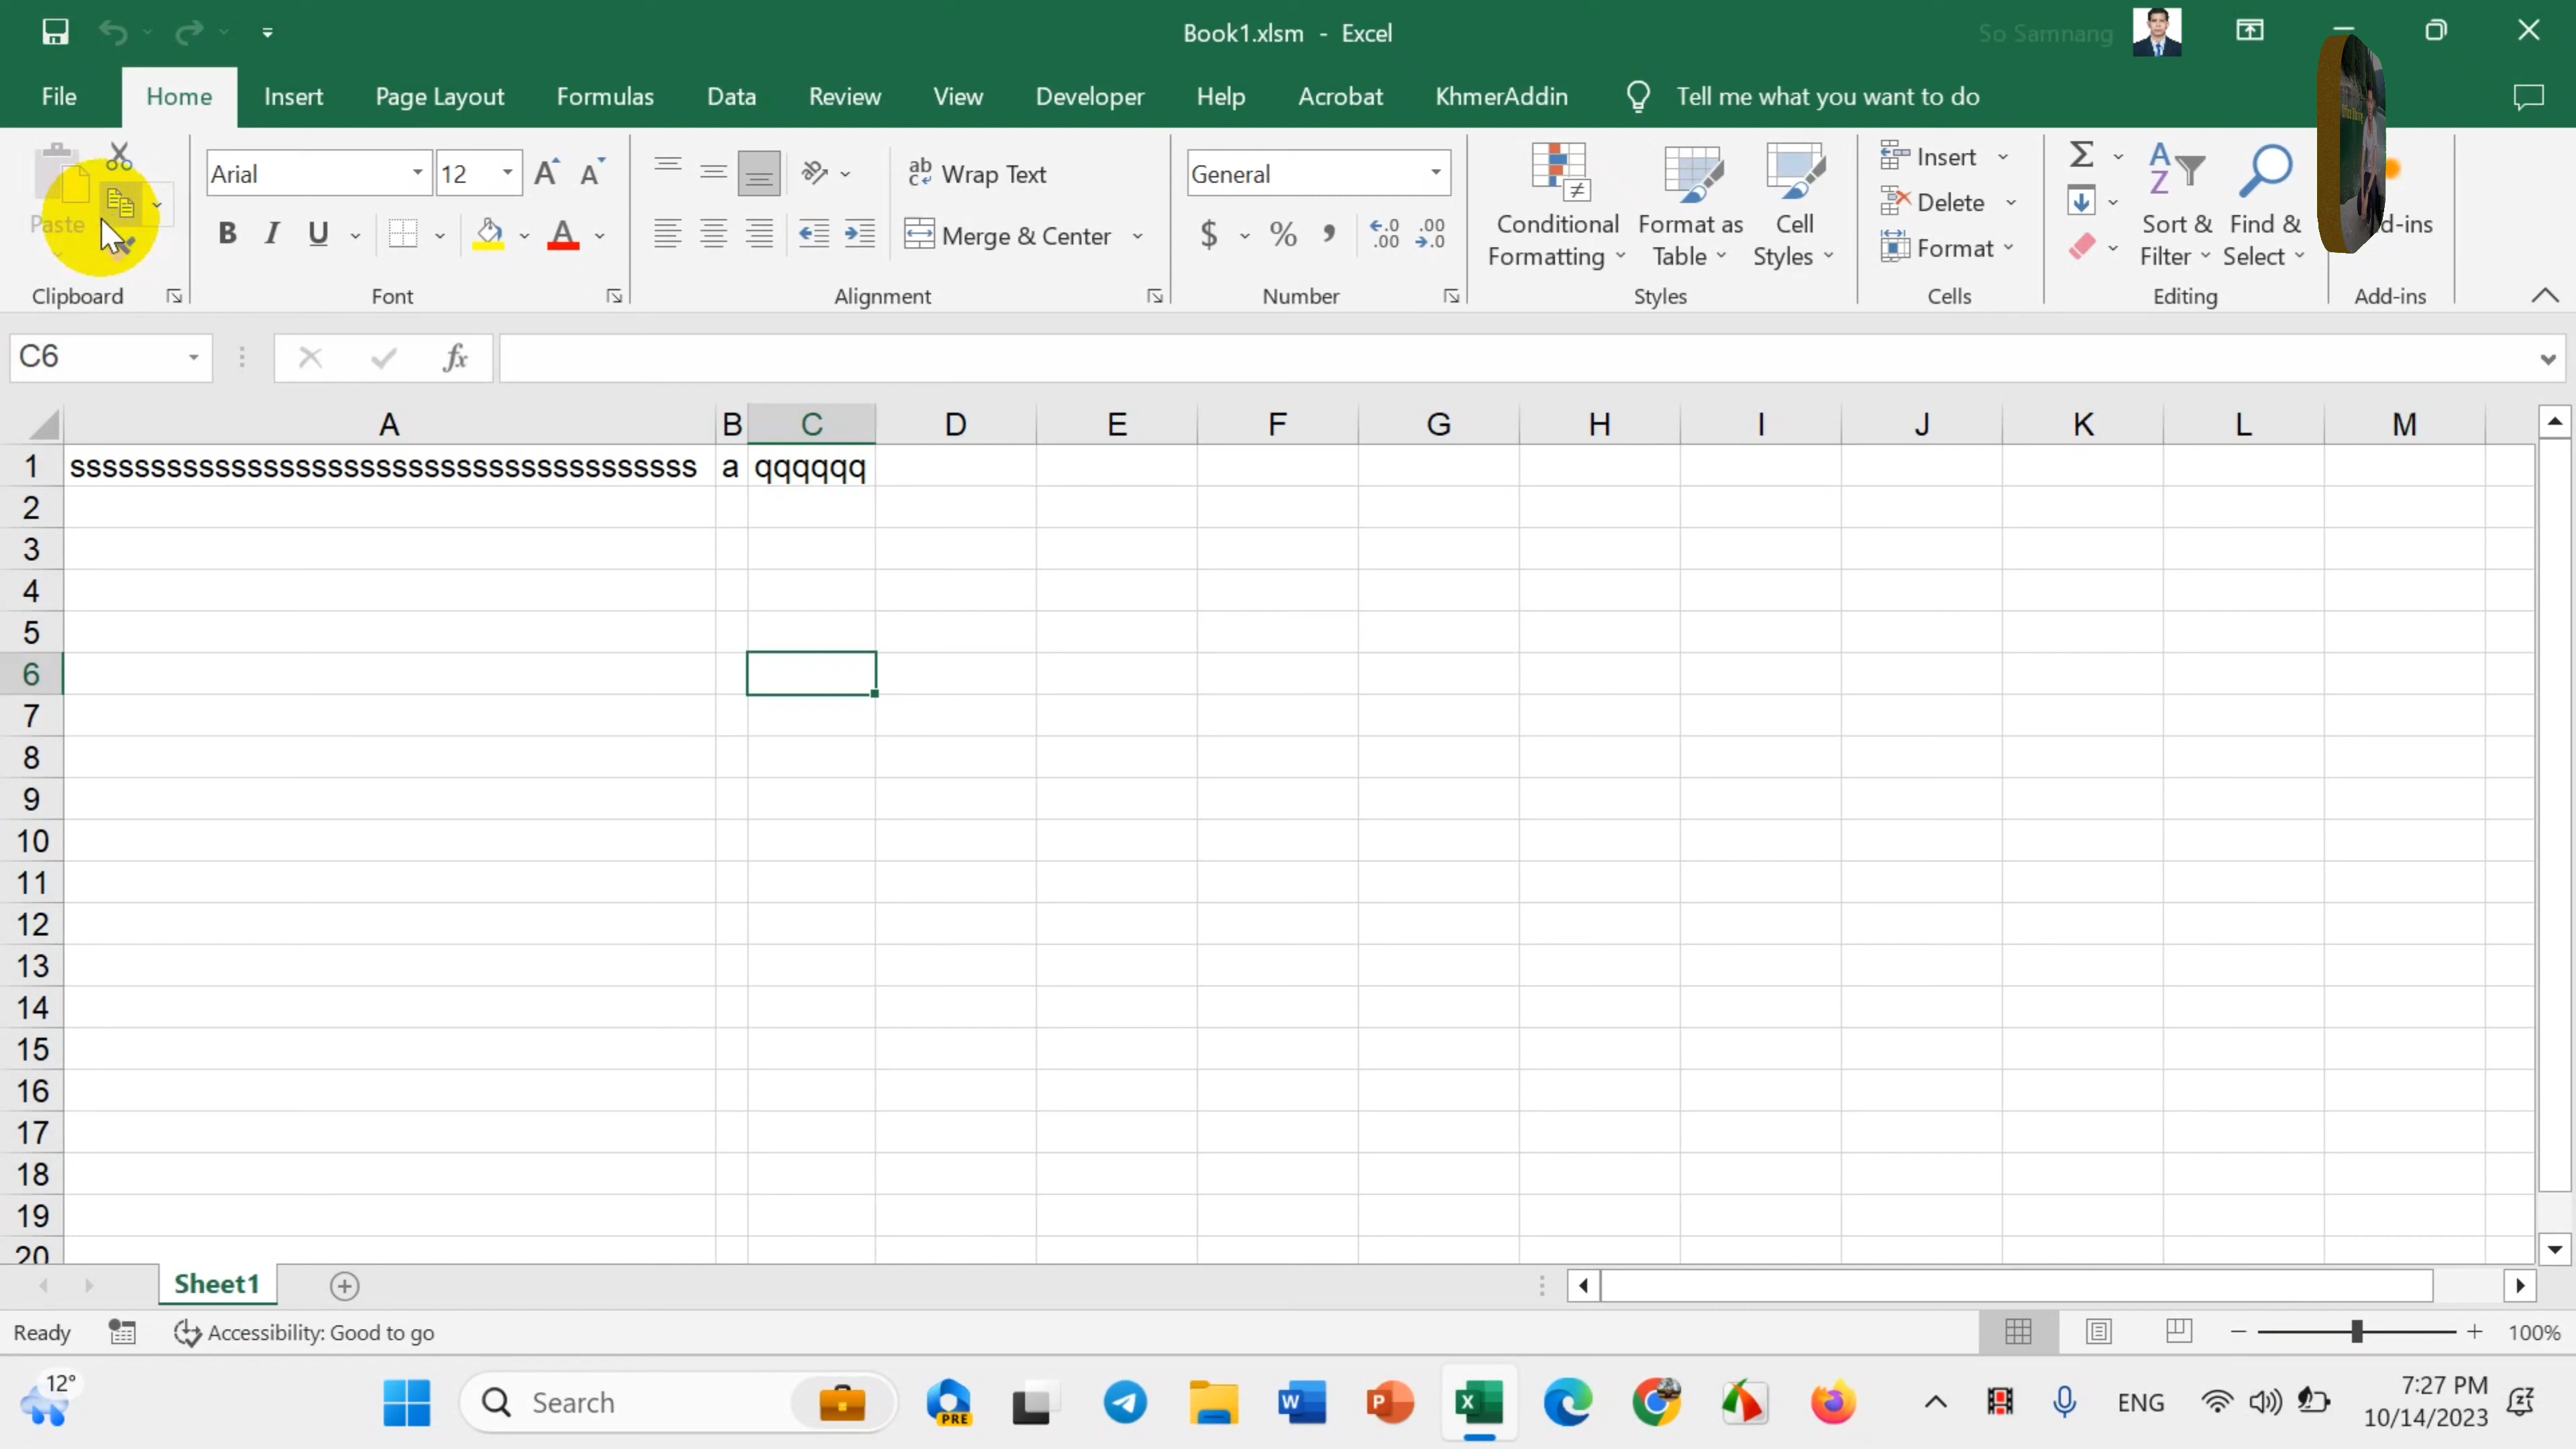 Book1.xlsm - Excel
So Samnang
File Home Insert Page Layout Formulas Data Review View Developer Help Acrobat KhmerAddin Tell me what you want to do
Paste
Clipboard
Arial 12
B I U
Font
Wrap Text
Merge & Center
Alignment
General
$ % ,
Number
Conditional Formatting
Format as Table
Cell Styles
Styles
Insert
Delete
Format
Cells
Sort & Filter
Find & Select
Editing
d-ins
Add-ins
C6
fx
A B C D E F G H I J K L M
1 sssssssssssssssssssssssssssssssssssssss a qqqqqq
2
3
4
5
6
7
8
9
10
11
12
13
14
15
16
17
18
19
20
Sheet1
Ready Accessibility: Good to go 100%
12° Search PRE ENG 7:27 PM
10/14/2023